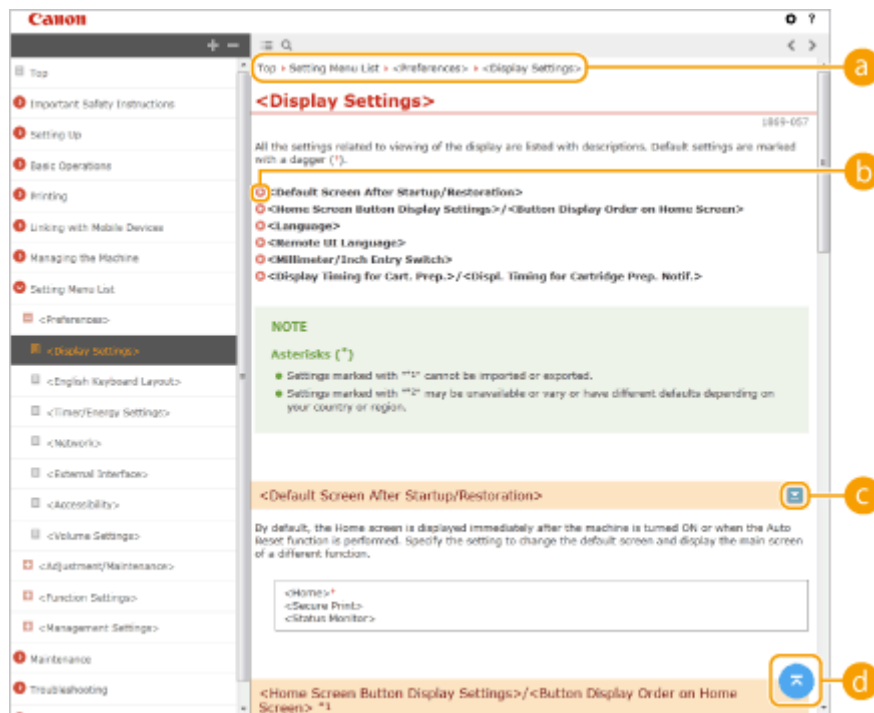 Canon
?
+ −
Top
Important Safety Instructions
Setting Up
Basic Operations
Printing
Linking with Mobile Devices
Managing the Machine
Setting Menu List
<Preferences>
<Display Settings>
<English Keyboard Layout>
<Timer/Energy Settings>
<Network>
<External Interface>
<Accessibility>
<Volume Settings>
<Adjustment/Maintenance>
<Function Settings>
<Management Settings>
Maintenance
Troubleshooting
Top ▸ Setting Menu List ▸ <Preferences> ▸ <Display Settings>
a
<Display Settings>
1869-057
All the settings related to viewing of the display are listed with descriptions. Default settings are marked
with a dagger (†).
b
<Default Screen After Startup/Restoration>
<Home Screen Button Display Settings>/<Button Display Order on Home Screen>
<Language>
<Remote UI Language>
<Millimeter/Inch Entry Switch>
<Display Timing for Cart. Prep.>/<Displ. Timing for Cartridge Prep. Notif.>
NOTE
Asterisks (*)
Settings marked with "*1" cannot be imported or exported.
Settings marked with "*2" may be unavailable or vary or have different defaults depending on
your country or region.
<Default Screen After Startup/Restoration>
c
By default, the Home screen is displayed immediately after the machine is turned ON or when the Auto
Reset function is performed. Specify the setting to change the default screen and display the main screen
of a different function.
<Home>†
<Secure Print>
<Status Monitor>
d
<Home Screen Button Display Settings>/<Button Display Order on Home
Screen> *1